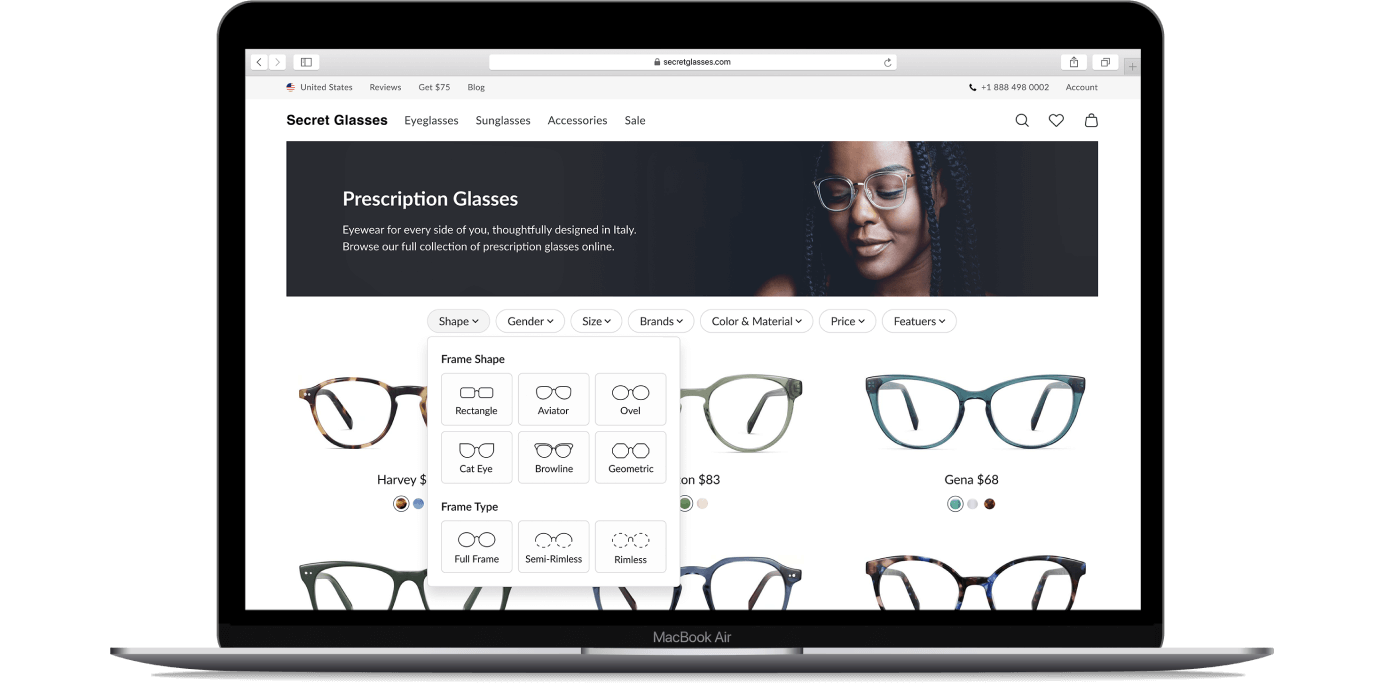 secretglasses.com
United States Reviews Get $75 Blog +1 888 498 0002 Account
Secret Glasses Eyeglasses Sunglasses Accessories Sale
Prescription Glasses
Eyewear for every side of you, thoughtfully designed in Italy.
Browse our full collection of prescription glasses online.
Shape Gender Size Brands Color & Material Price Featuers
Frame Shape
Rectangle Aviator Ovel
Cat Eye Browline Geometric
Harvey $ on $83 Gena $68
Frame Type
Full Frame Semi-Rimless Rimless
MacBook Air